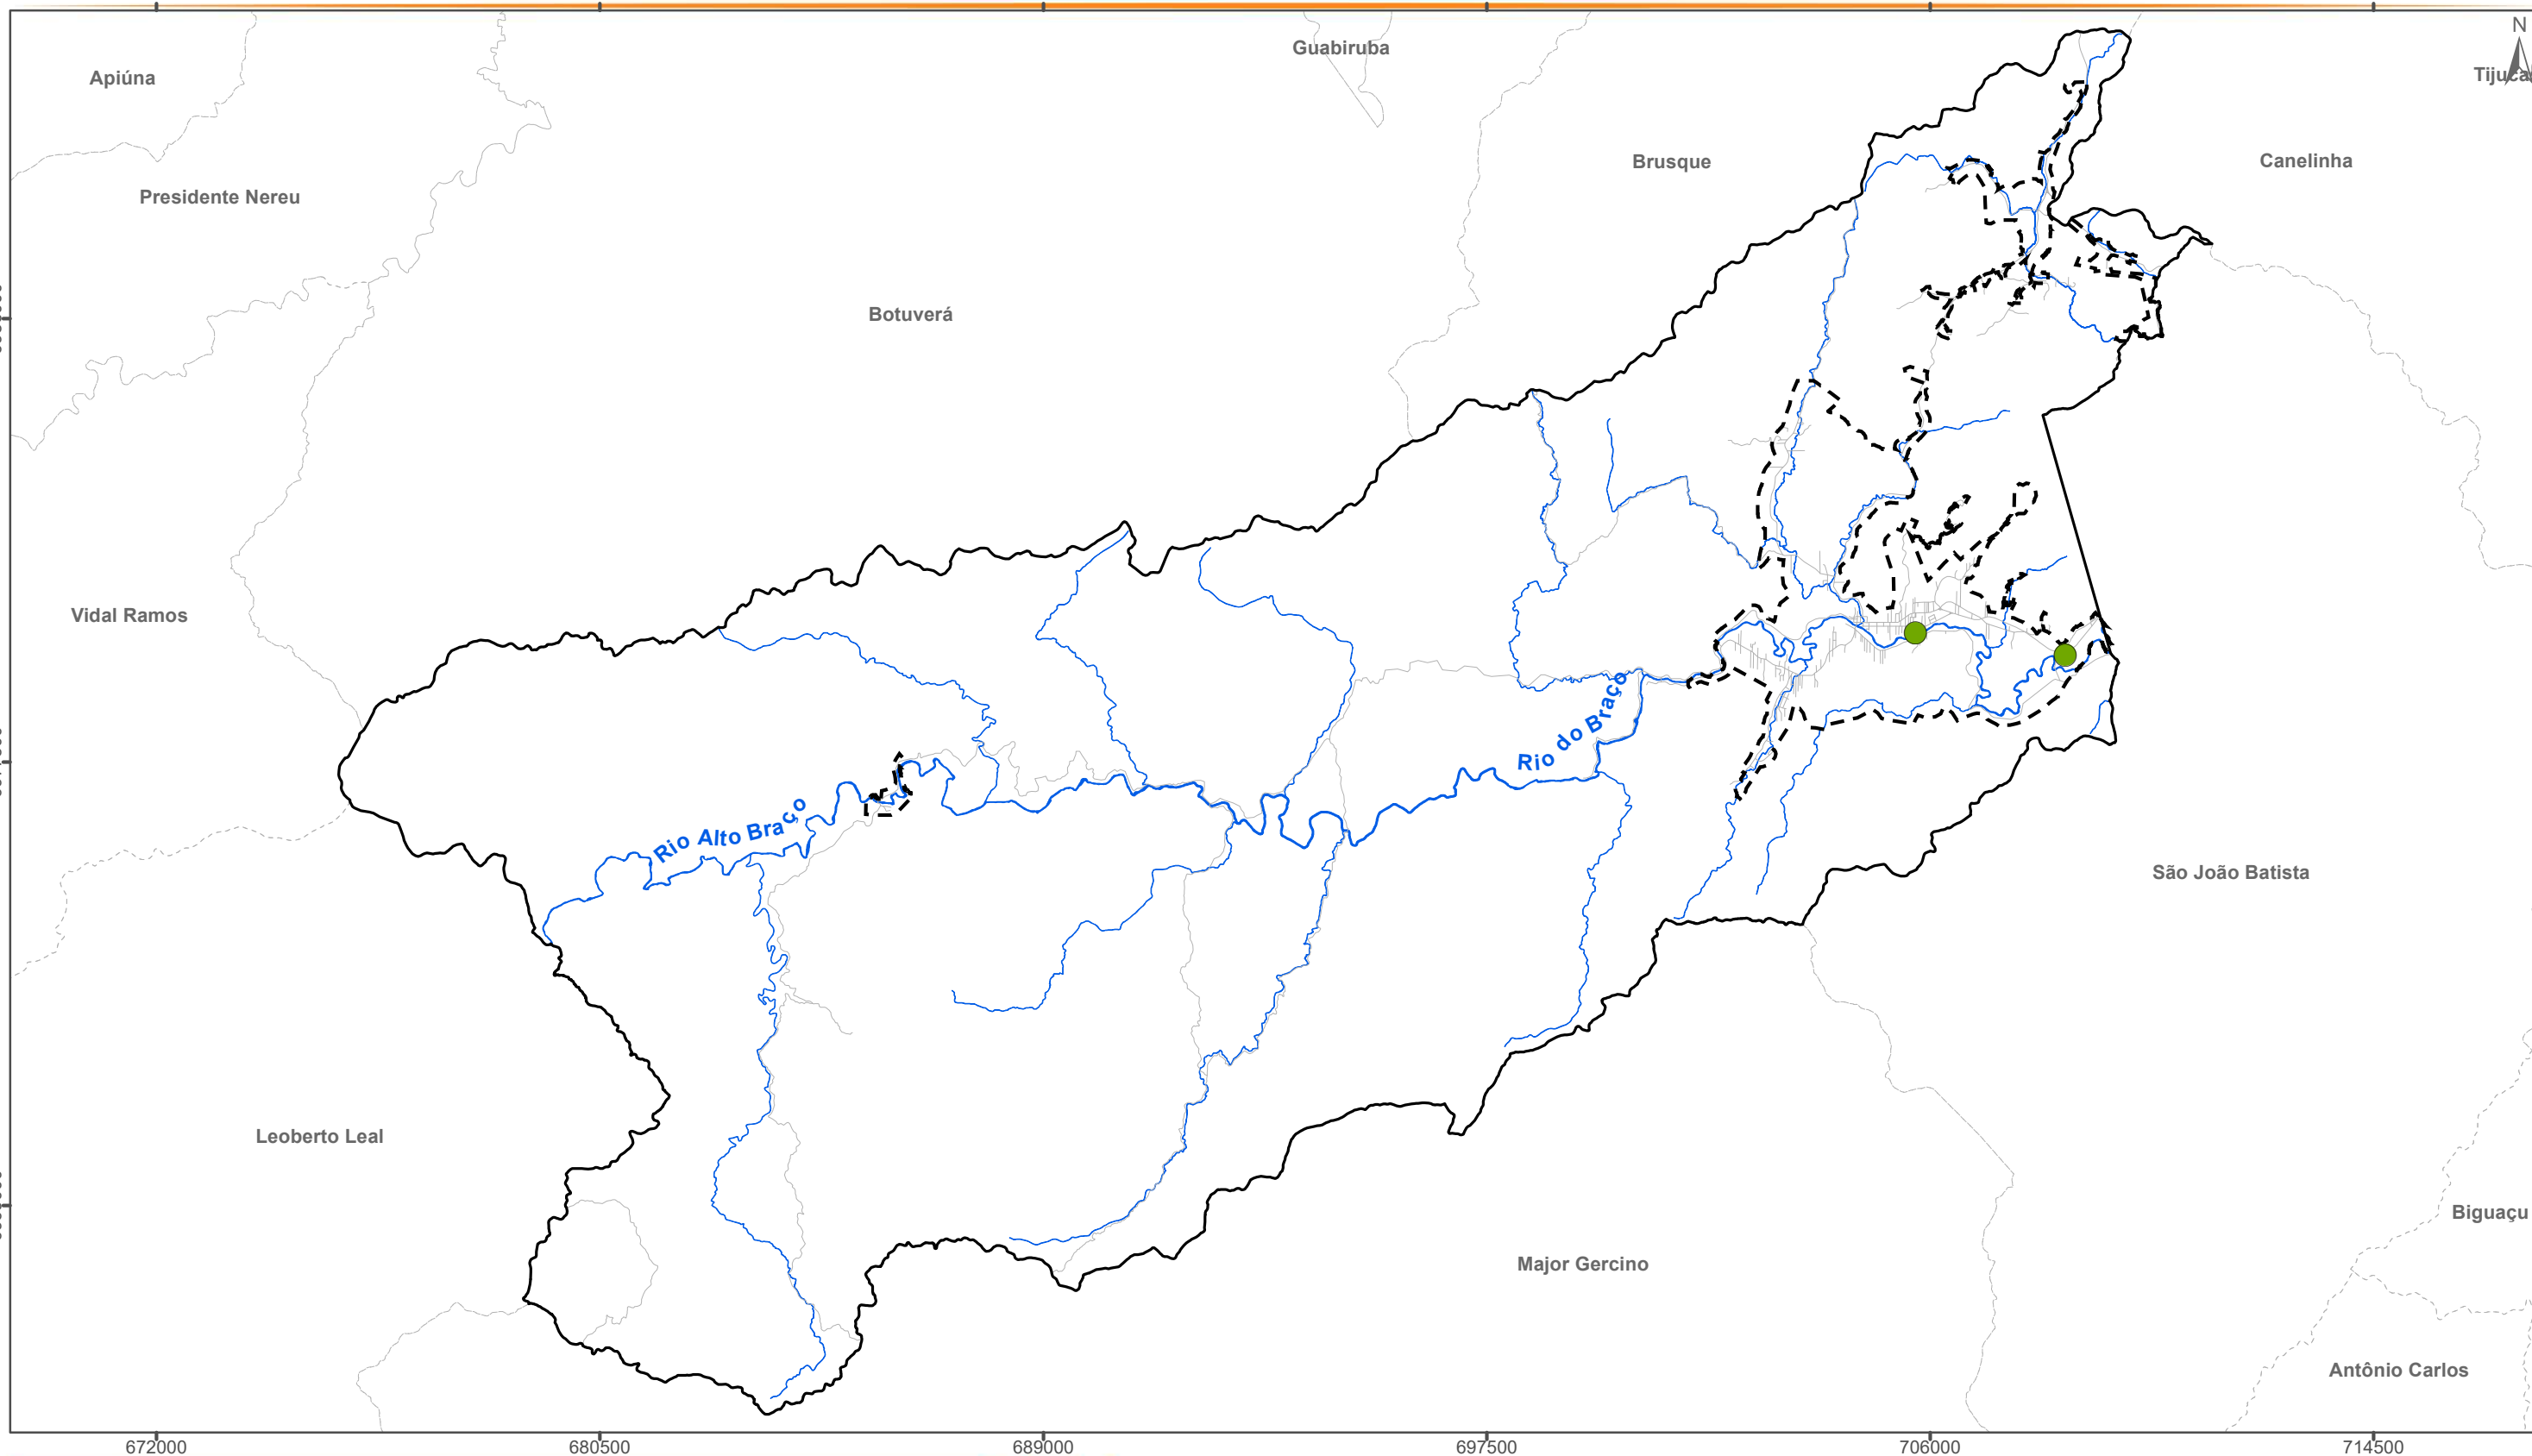 N
Guabiruba
Apiúna
Brusque
Canelinha
Presidente Nereu
Botuverá
Vidal Ramos
Rio do Braço
Rio Alto Braço
São João Batista
Leoberto Leal
Biguaçu
Major Gercino
Antônio Carlos
672000
680500
689000
697500
706000
714500